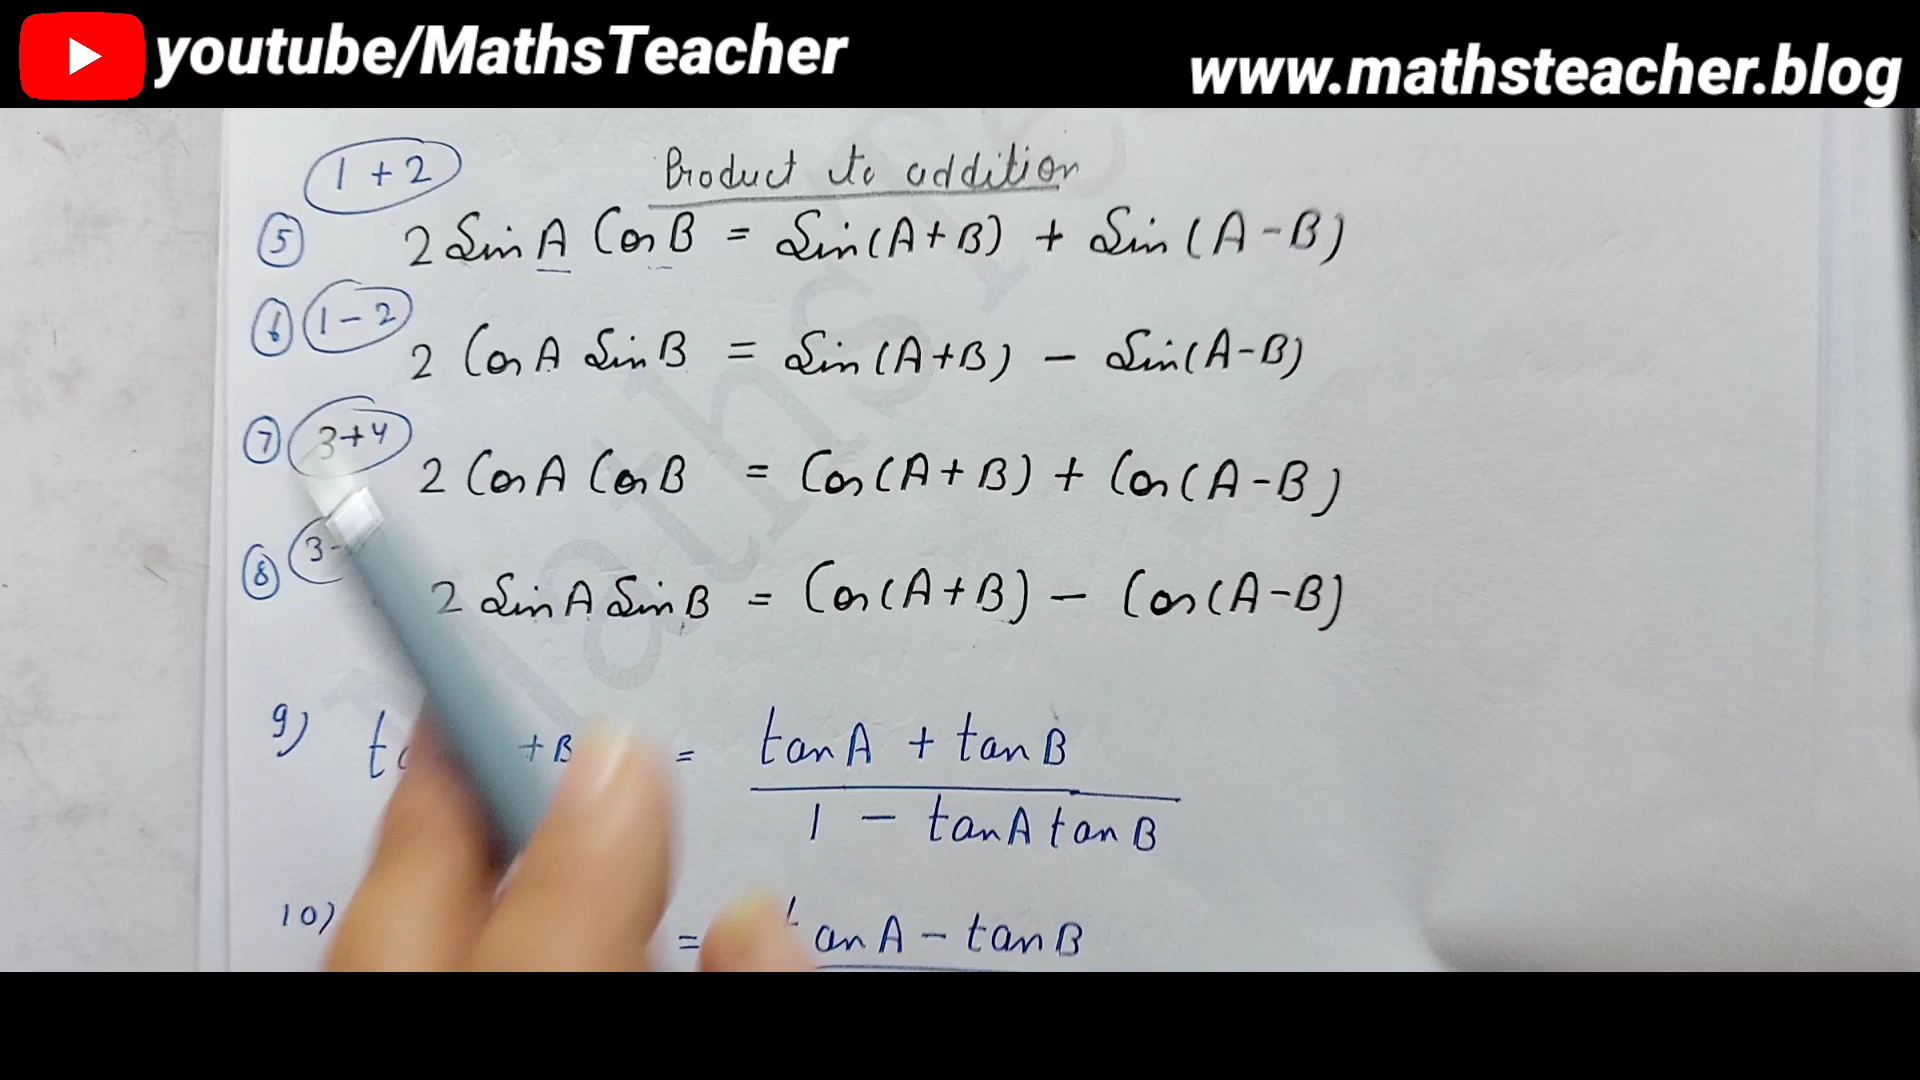 youtube/MathsTeacher
www.mathsteacher.blog
1 + 2
Product to addition
5 2 Sin A Cos B = Sin(A+B) + Sin(A-B)
6 1 - 2
2 Cos A Sin B = Sin(A+B) - Sin(A-B)
7 3+4
2 Cos A Cos B = Cos(A+B) + Cos(A-B)
8 3-
2 Sin A Sin B = Cos(A+B) - Cos(A-B)
9) + B = tan A + tan B
1 - tan A tan B
10) = tan A - tan B